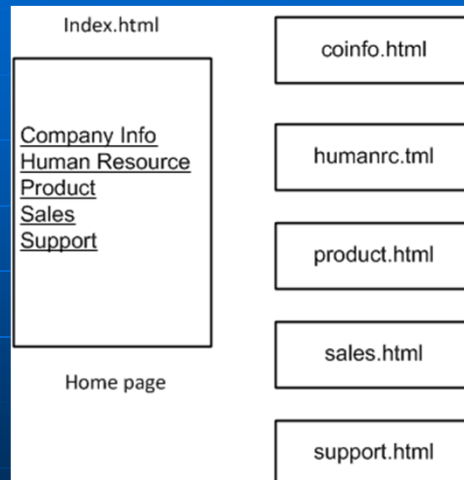 Index.html
Company Info
Human Resource
Product
Sales
Support
Home page
coinfo.html
humanrc.tml
product.html
sales.html
support.html